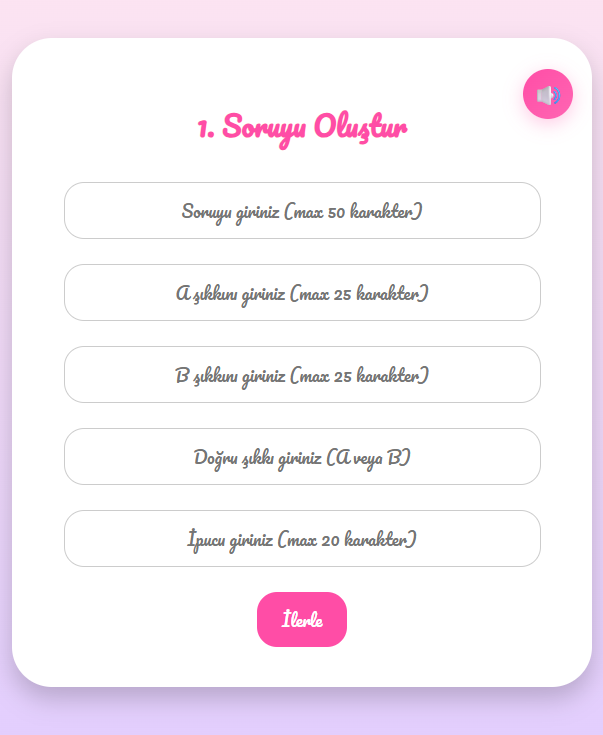 1. Soruyu Oluştur
Soruyu giriniz (max 50 karakter)
A şıkkını giriniz (max 25 karakter)
B şıkkını giriniz (max 25 karakter)
Doğru şıkkı giriniz (A veya B)
İpucu giriniz (max 20 karakter)
İlerle